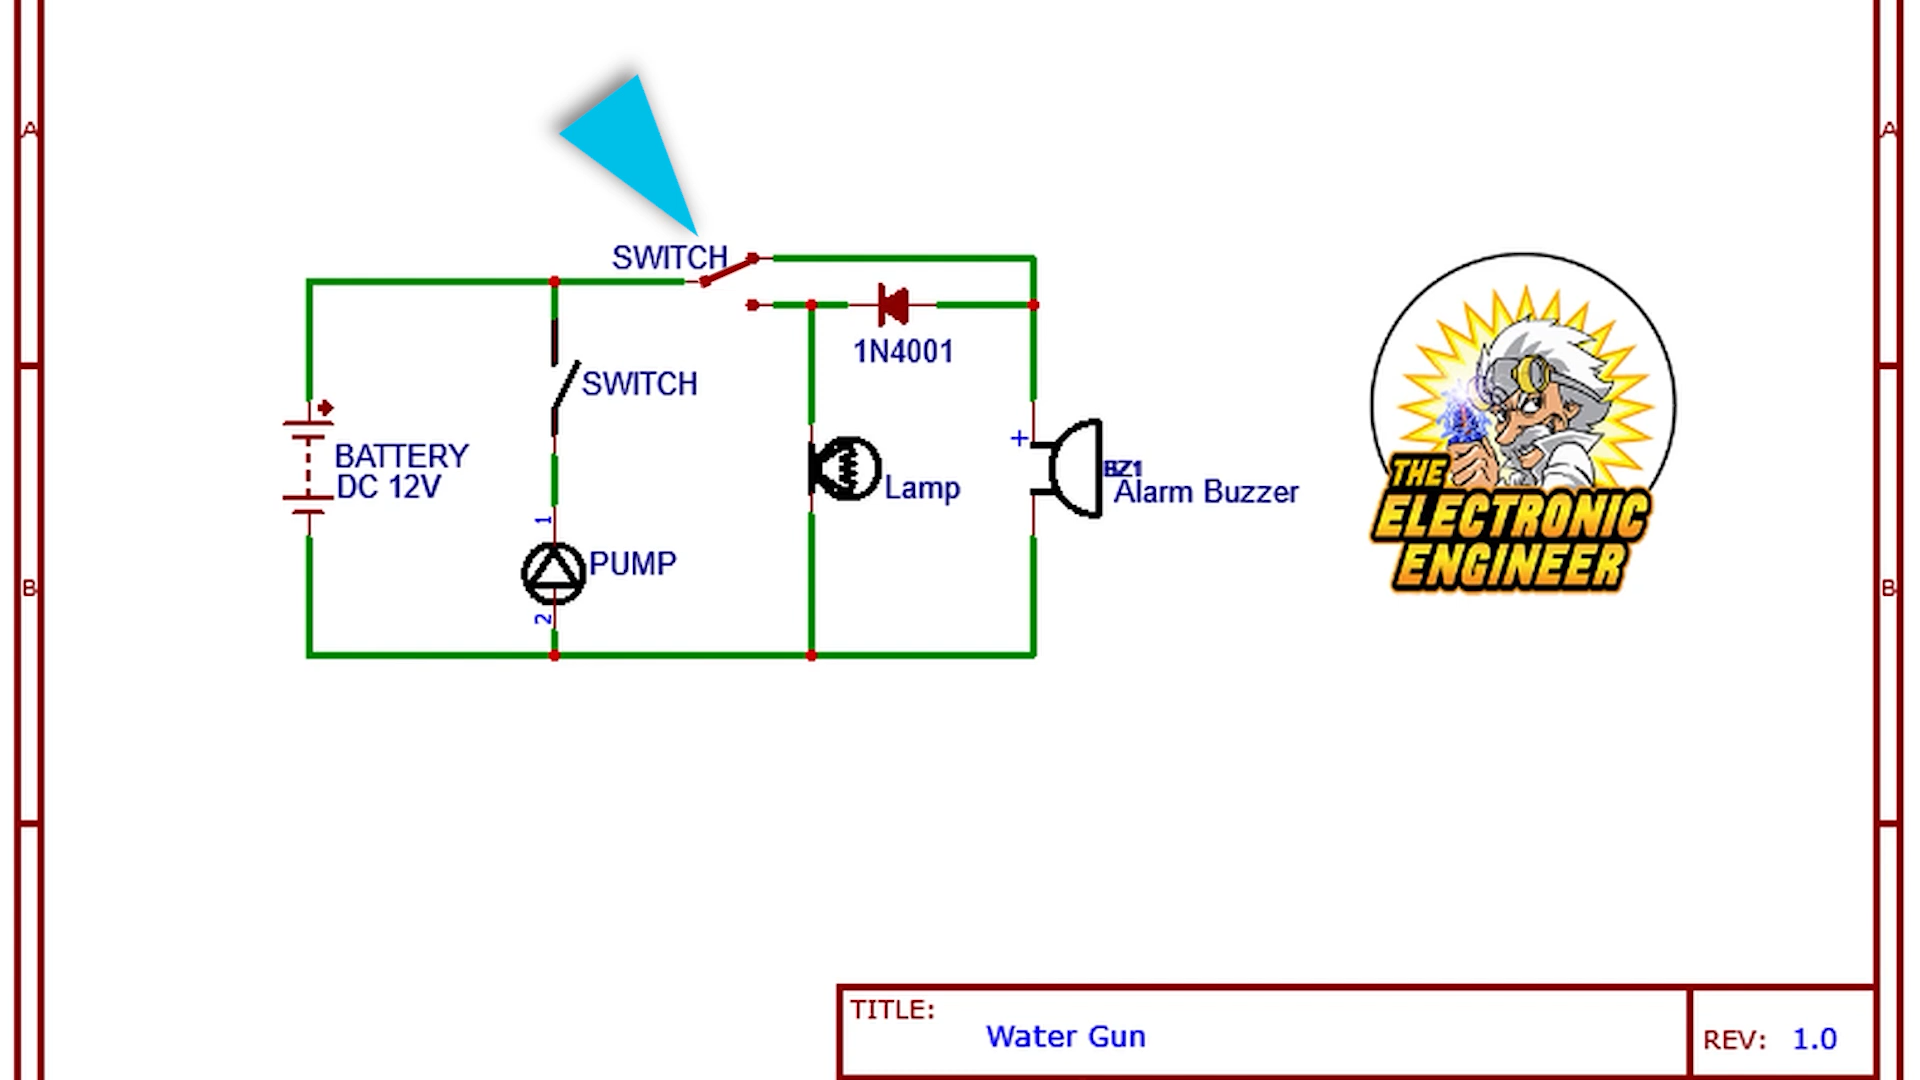 A
A
SWITCH
1N4001
SWITCH
+
BATTERY
DC 12V
BZ1
Lamp
Alarm Buzzer
THE
ELECTRONIC
ENGINEER
1
PUMP
2
B
B
TITLE:
Water Gun
REV: 1.0